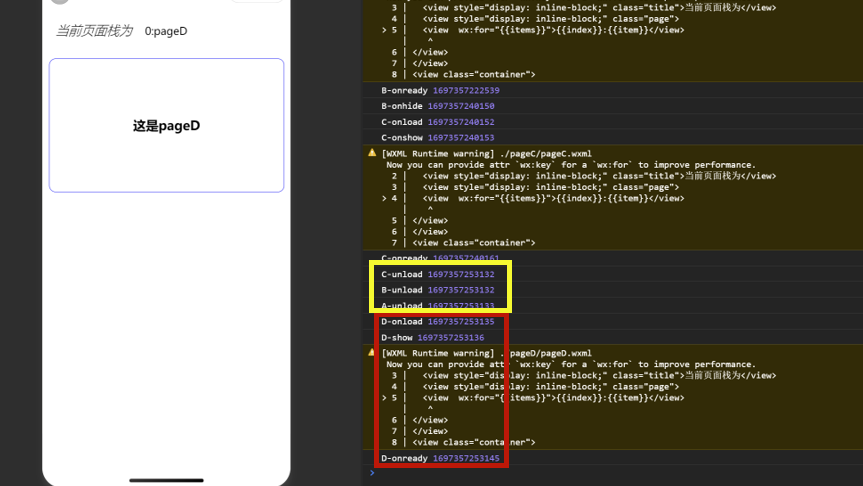 当前页面栈为 0:pageD
这是pageD
3 | <view style="display: inline-block;" class="title">当前页面栈为</view>
4 | <view style="display: inline-block;" class="page">
> 5 | <view wx:for="{{items}}">{{index}}:{{item}}</view>
| ^
6 | </view>
7 | </view>
8 | <view class="container">
B-onready 1697357222539
B-onhide 1697357240150
C-onload 1697357240152
C-onshow 1697357240153
[WXML Runtime warning] ./pageC/pageC.wxml
Now you can provide attr `wx:key` for a `wx:for` to improve performance.
2 | <view style="display: inline-block;" class="title">当前页面栈为</view>
3 | <view style="display: inline-block;" class="page">
> 4 | <view wx:for="{{items}}">{{index}}:{{item}}</view>
| ^
5 | </view>
6 | </view>
7 | <view class="container">
C-onready 1697357240161
C-unload 1697357253132
B-unload 1697357253132
A-unload 1697357253133
D-onload 1697357253135
D-show 1697357253136
[WXML Runtime warning] ./pageD/pageD.wxml
Now you can provide attr `wx:key` for a `wx:for` to improve performance.
3 | <view style="display: inline-block;" class="title">当前页面栈为</view>
4 | <view style="display: inline-block;" class="page">
> 5 | <view wx:for="{{items}}">{{index}}:{{item}}</view>
| ^
6 | </view>
7 | </view>
8 | <view class="container">
D-onready 1697357253145
>